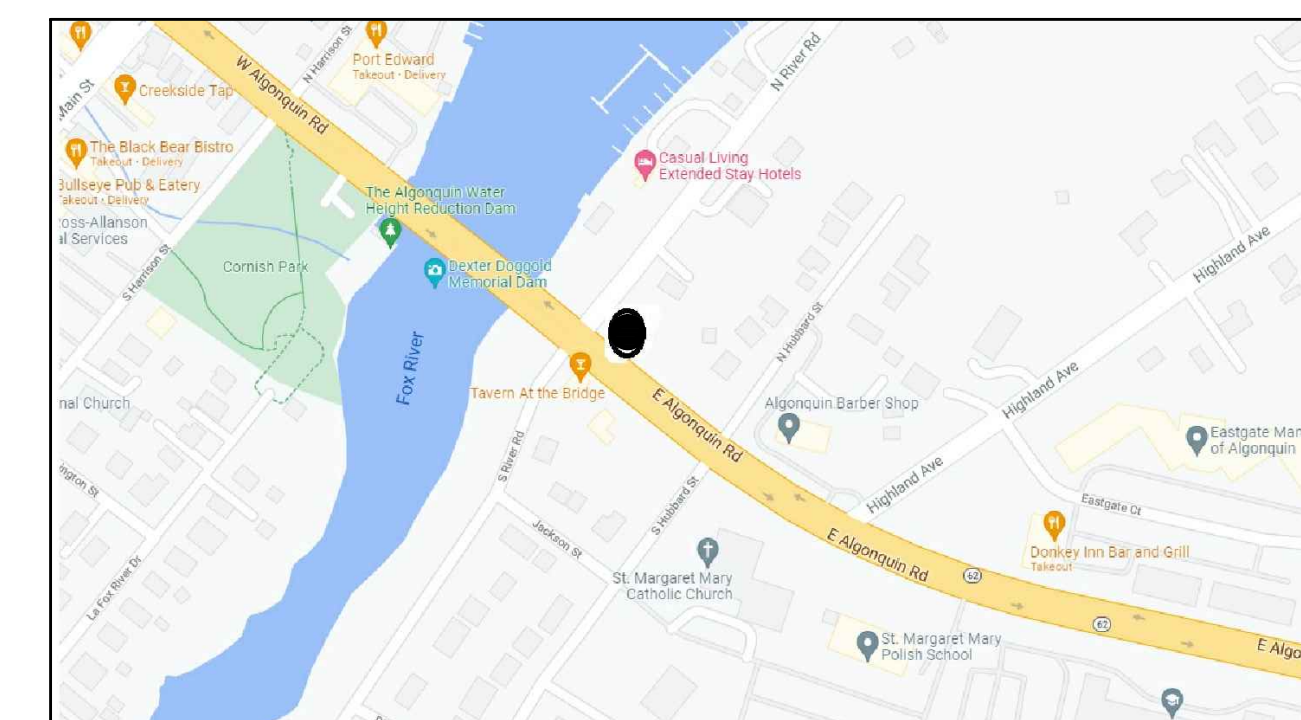 N Harrison St
Port Edward
Takeout · Delivery
N River Rd
W Algonquin Rd
Main St
Creekside Tap
The Black Bear Bistro
Takeout · Delivery
Casual Living
Extended Stay Hotels
Bullseye Pub & Eatery
Takeout · Delivery
The Algonquin Water
Height Reduction Dam
oss-Allanson
al Services
Highland Ave
Cornish Park
Dexter Doggold
Memorial Dam
S Harrison St
N Hubbard St
Fox River
Tavern At the Bridge
E Algonquin Rd
Highland Ave
nal Church
Algonquin Barber Shop
Eastgate Man
of Algonquin
S River Rd
Highland Ave
ington St
S Hubbard St
Eastgate Ct
Jackson St
E Algonquin Rd
Donkey Inn Bar and Grill
Takeout
62
St. Margaret Mary
Catholic Church
La Fox River Dr
62
St. Margaret Mary
Polish School
E Algo